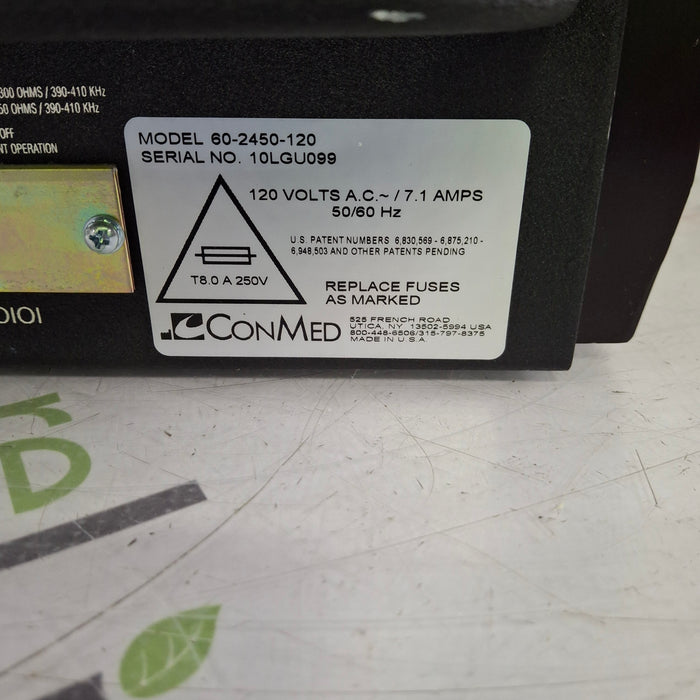 300 OHMS / 390-410 KHz
50 OHMS / 390-410 KHz
OFF
NT OPERATION
IOIOI
MODEL 60-2450-120
SERIAL NO. 10LGU099
120 VOLTS A.C.~ / 7.1 AMPS
50/60 Hz
U.S. PATENT NUMBERS 6,830,569 - 6,875,210 -
6,948,503 AND OTHER PATENTS PENDING
T8.0 A 250V
REPLACE FUSES
AS MARKED
CONMED
525 FRENCH ROAD
UTICA, NY 13502-5994 USA
800-448-6506/315-797-8375
MADE IN U.S.A.